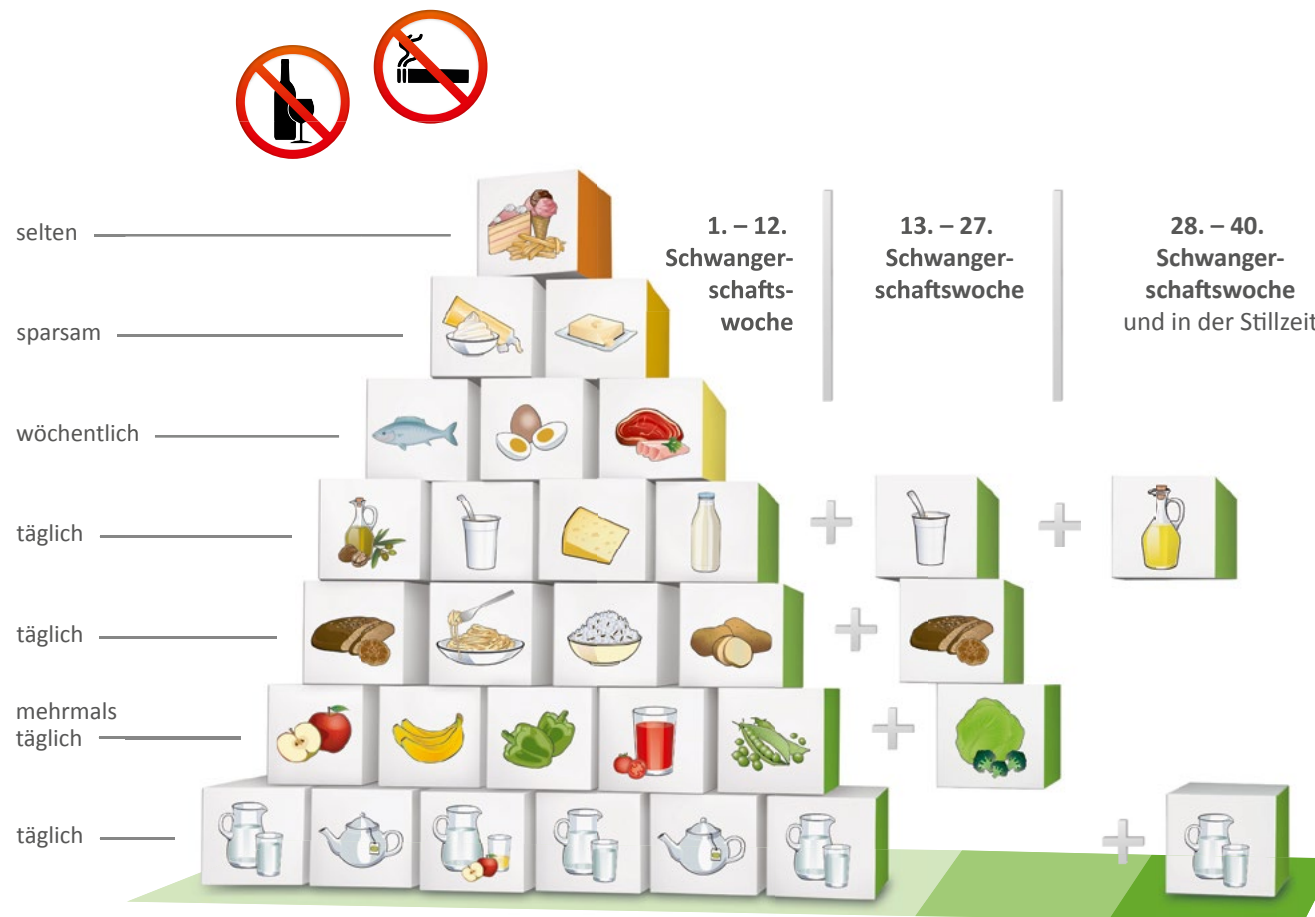 selten
sparsam
wöchentlich
täglich
täglich
mehrmals
täglich
täglich
1. – 12.
Schwanger-
schafts-
woche
13. – 27.
Schwanger-
schaftswoche
28. – 40.
Schwanger-
schaftswoche
und in der Stillzeit